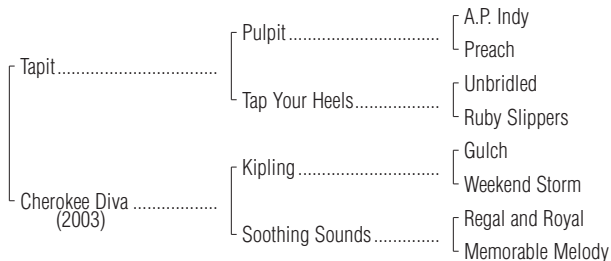 A.P. Indy
Pulpit
Preach
Tapit
Unbridled
Tap Your Heels
Ruby Slippers
Gulch
Kipling
Weekend Storm
Cherokee Diva
(2003)
Regal and Royal
Soothing Sounds
Memorable Melody